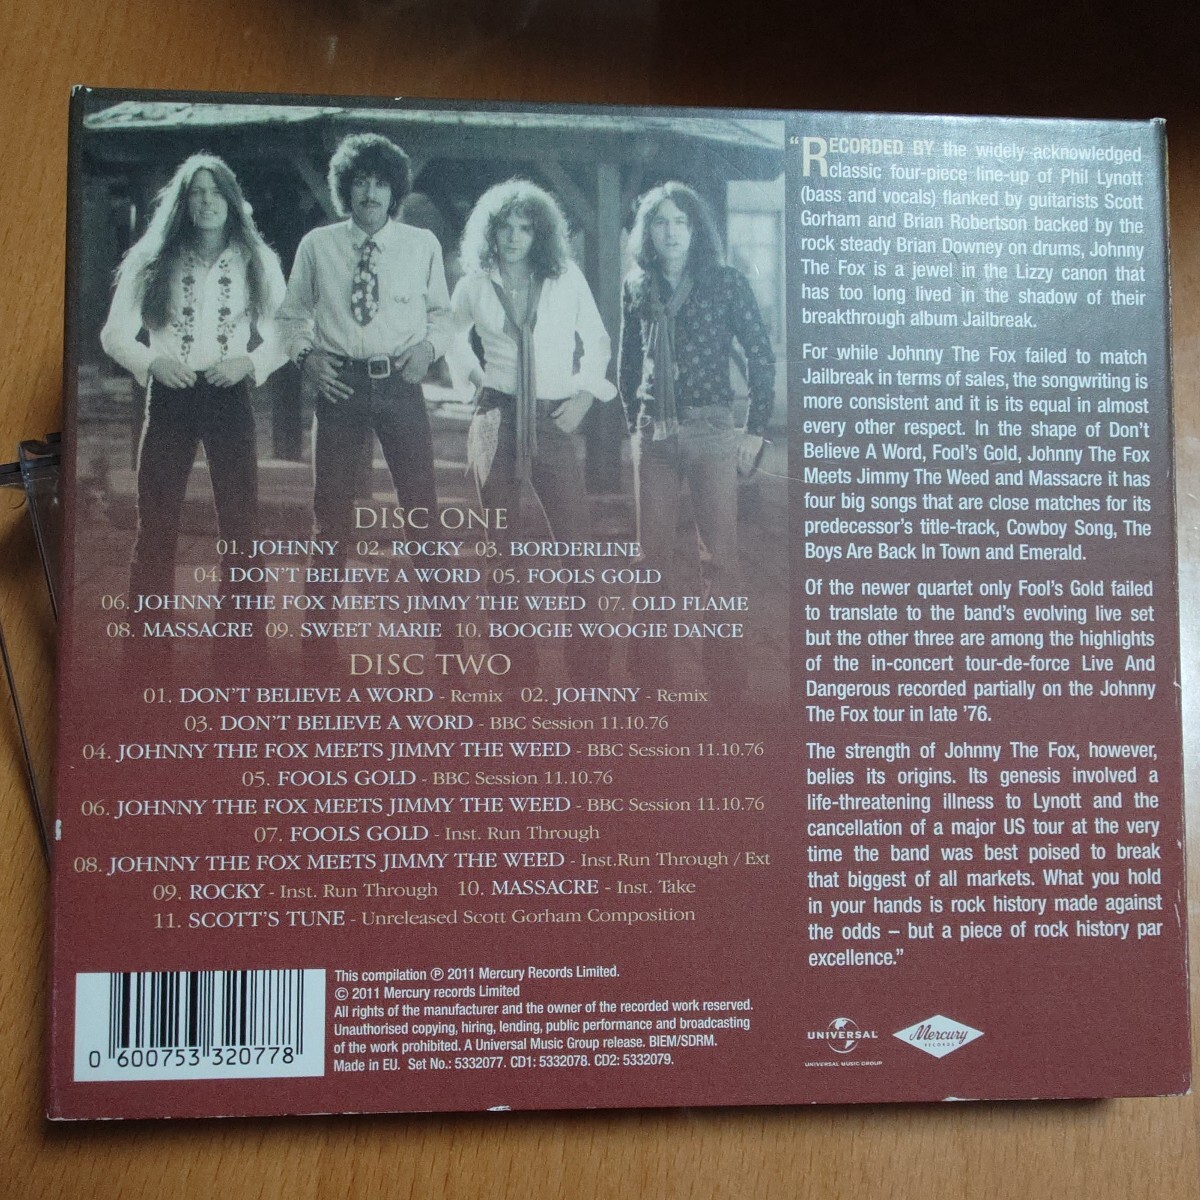 DISC ONE
01. JOHNNY 02. ROCKY 03. BORDERLINE
04. DON'T BELIEVE A WORD 05. FOOLS GOLD
06. JOHNNY THE FOX MEETS JIMMY THE WEED 07. OLD FLAME
08. MASSACRE 09. SWEET MARIE 10. BOOGIE WOOGIE DANCE
DISC TWO
01. DON'T BELIEVE A WORD - Remix 02. JOHNNY - Remix
03. DON'T BELIEVE A WORD - BBC Session 11.10.76
04. JOHNNY THE FOX MEETS JIMMY THE WEED - BBC Session 11.10.76
05. FOOLS GOLD - BBC Session 11.10.76
06. JOHNNY THE FOX MEETS JIMMY THE WEED - BBC Session 11.10.76
07. FOOLS GOLD - Inst. Run Through
08. JOHNNY THE FOX MEETS JIMMY THE WEED - Inst.Run Through / Ext
09. ROCKY - Inst. Run Through 10. MASSACRE - Inst. Take
11. SCOTT'S TUNE - Unreleased Scott Gorham Composition
"RECORDED BY the widely acknowledged
classic four-piece line-up of Phil Lynott
(bass and vocals) flanked by guitarists Scott
Gorham and Brian Robertson backed by the
rock steady Brian Downey on drums, Johnny
The Fox is a jewel in the Lizzy canon that
has too long lived in the shadow of their
breakthrough album Jailbreak.
For while Johnny The Fox failed to match
Jailbreak in terms of sales, the songwriting is
more consistent and it is its equal in almost
every other respect. In the shape of Don't
Believe A Word, Fool's Gold, Johnny The Fox
Meets Jimmy The Weed and Massacre it has
four big songs that are close matches for its
predecessor's title-track, Cowboy Song, The
Boys Are Back In Town and Emerald.
Of the newer quartet only Fool's Gold failed
to translate to the band's evolving live set
but the other three are among the highlights
of the in-concert tour-de-force Live And
Dangerous recorded partially on the Johnny
The Fox tour in late '76.
The strength of Johnny The Fox, however,
belies its origins. Its genesis involved a
life-threatening illness to Lynott and the
cancellation of a major US tour at the very
time the band was best poised to break
that biggest of all markets. What you hold
in your hands is rock history made against
the odds – but a piece of rock history par
excellence."
0 600753 320778
This compilation ℗ 2011 Mercury Records Limited.
© 2011 Mercury records Limited
All rights of the manufacturer and the owner of the recorded work reserved.
Unauthorised copying, hiring, lending, public performance and broadcasting
of the work prohibited. A Universal Music Group release. BIEM/SDRM.
Made in EU. Set No.: 5332077. CD1: 5332078. CD2: 5332079.
UNIVERSAL
UNIVERSAL MUSIC GROUP
Mercury
RECORDS